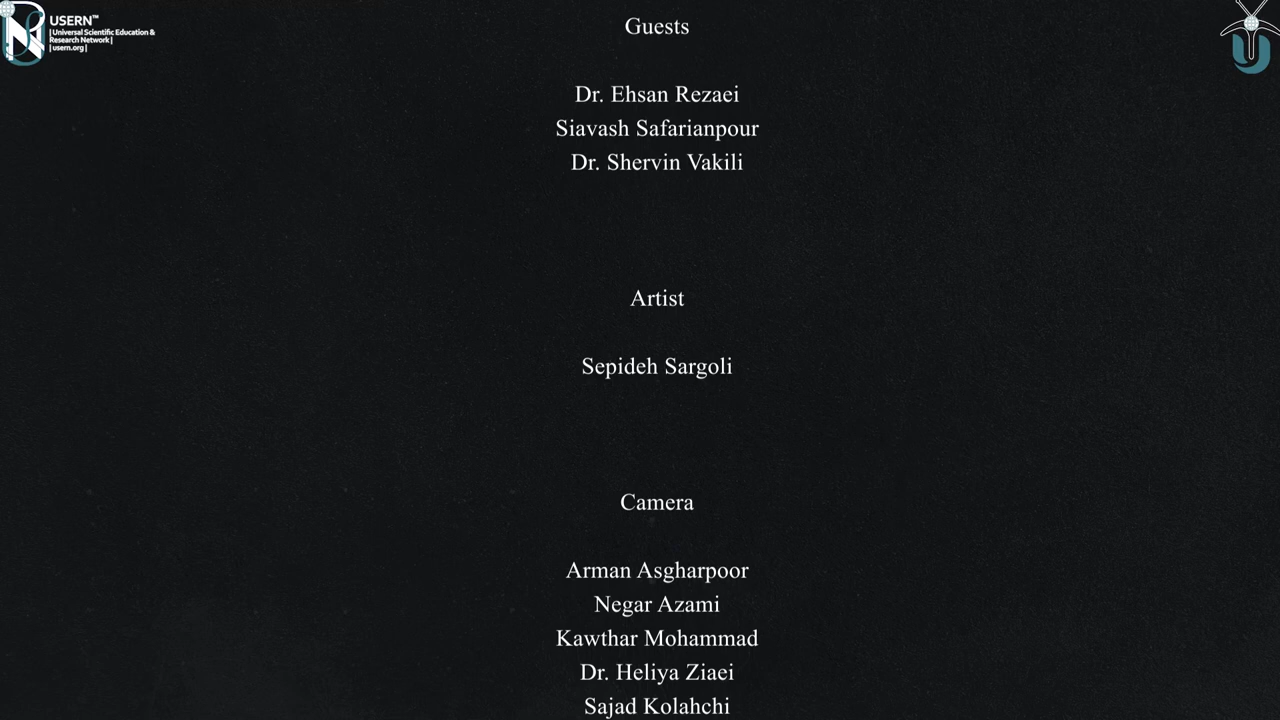 USERN™
| Universal Scientific Education &
Research Network |
| usern.org |
Guests
Dr. Ehsan Rezaei
Siavash Safarianpour
Dr. Shervin Vakili
Artist
Sepideh Sargoli
Camera
Arman Asgharpoor
Negar Azami
Kawthar Mohammad
Dr. Heliya Ziaei
Sajad Kolahchi